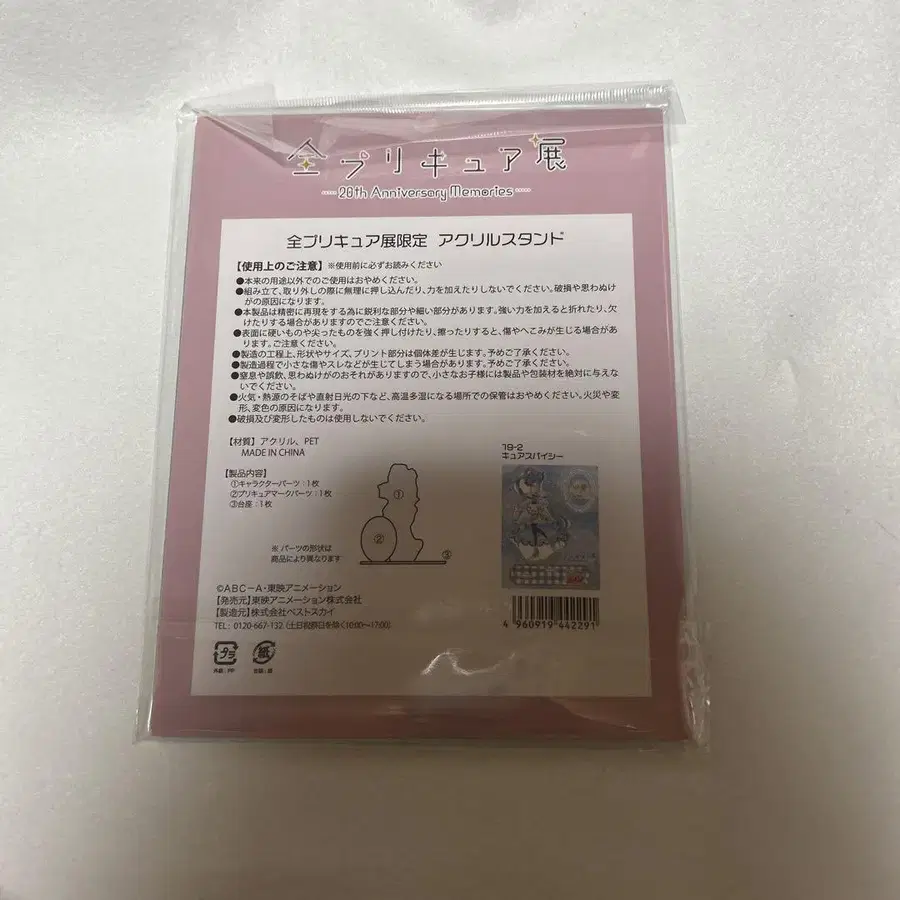 全プリキュア展
20th Anniversary Memories
全プリキュア展限定 アクリルスタンド
【使用上のご注意】※使用前に必ずお読みください
●本来の用途以外でのご使用はおやめください。
●組み立て、取り外しの際に無理に押し込んだり、力を加えたりしないでください。破損や思わぬけ
がの原因になります。
●本製品は精密に再現をする為に鋭利な部分や細い部分があります。強い力を加えると折れたり、欠
けたりする場合がありますのでご注意ください。
●表面に硬いものや尖ったものを強く押し付けたり、擦ったりすると、傷やへこみが生じる場合があ
ります。ご注意ください。
●製造の工程上、形状やサイズ、プリント部分は個体差が生じます。予めご了承ください。
●製造過程で小さな傷やスレなどが生じてしまう場合があります。予めご了承ください。
●窒息や誤飲、思わぬけがのおそれがありますので、小さなお子様には製品や包装材を絶対に与えな
いでください。
●火気・熱源のそばや直射日光の下など、高温多湿になる場所での保管はおやめください。火災や変
形、変色の原因になります。
●破損及び変形したものは使用しないでください。
【材質】アクリル、PET
MADE IN CHINA
【製品内容】
①キャラクターパーツ：1枚
②プリキュアマークパーツ：1枚
③台座：1枚
①
②
③
※ パーツの形状は
商品により異なります
19-2
キュアスパイシー
©ABC-A・東映アニメーション
【発売元】東映アニメーション株式会社
【製造元】株式会社ベストスカイ
TEL: 0120-667-132 (土日祝祭日を除く10:00～17:00)
4 960919 442291
プラ
紙
外装：PP
台紙：紙